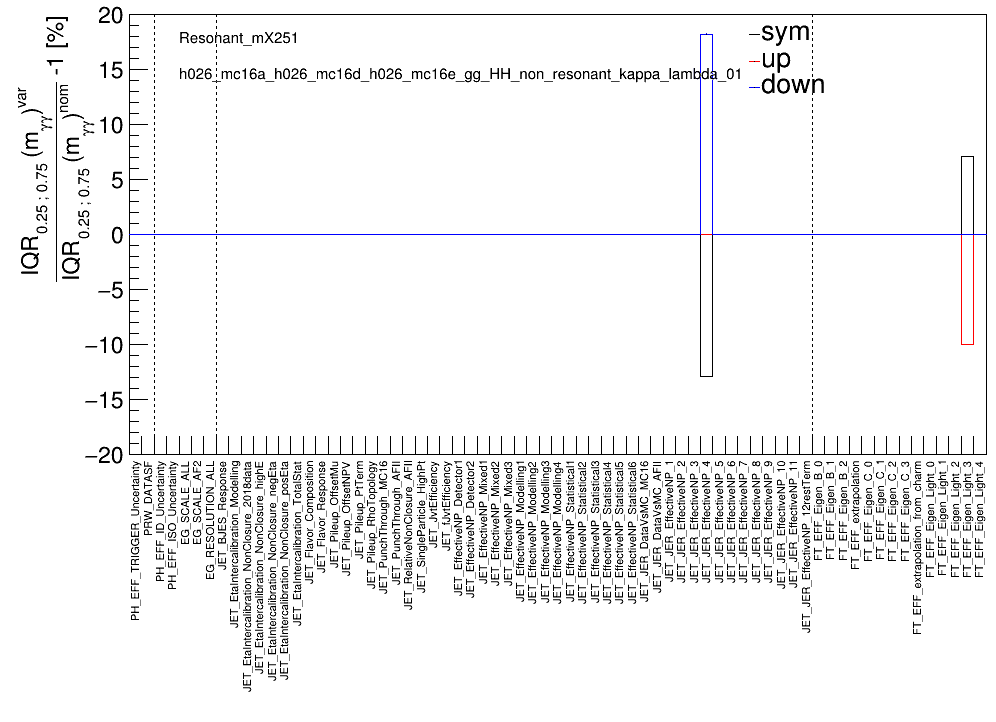 IQR0.25 ; 0.75 (mγγ)var
IQR0.25 ; 0.75 (mγγ)nom -1 [%]
20
15
10
5
0
−5
−10
−15
−20
Resonant_mX251
h026_mc16a_h026_mc16d_h026_mc16e_gg_HH_non_resonant_kappa_lambda_01
sym
up
down
PH_EFF_TRIGGER_Uncertainty
PRW_DATASF
PH_EFF_ID_Uncertainty
PH_EFF_ISO_Uncertainty
EG_SCALE_ALL
EG_SCALE_AF2
EG_RESOLUTION_ALL
JET_BJES_Response
JET_EtaIntercalibration_Modelling
JET_EtaIntercalibration_NonClosure_2018data
JET_EtaIntercalibration_NonClosure_highE
JET_EtaIntercalibration_NonClosure_negEta
JET_EtaIntercalibration_NonClosure_posEta
JET_EtaIntercalibration_TotalStat
JET_Flavor_Composition
JET_Flavor_Response
JET_Pileup_OffsetMu
JET_Pileup_OffsetNPV
JET_Pileup_PtTerm
JET_Pileup_RhoTopology
JET_PunchThrough_MC16
JET_PunchThrough_AFII
JET_RelativeNonClosure_AFII
JET_SingleParticle_HighPt
JET_JvtEfficiency
JET_fJvtEfficiency
JET_EffectiveNP_Detector1
JET_EffectiveNP_Detector2
JET_EffectiveNP_Mixed1
JET_EffectiveNP_Mixed2
JET_EffectiveNP_Mixed3
JET_EffectiveNP_Modelling1
JET_EffectiveNP_Modelling2
JET_EffectiveNP_Modelling3
JET_EffectiveNP_Modelling4
JET_EffectiveNP_Statistical1
JET_EffectiveNP_Statistical2
JET_EffectiveNP_Statistical3
JET_EffectiveNP_Statistical4
JET_EffectiveNP_Statistical5
JET_EffectiveNP_Statistical6
JET_JER_DataVsMC_MC16
JET_JER_DataVsMC_AFII
JET_JER_EffectiveNP_1
JET_JER_EffectiveNP_2
JET_JER_EffectiveNP_3
JET_JER_EffectiveNP_4
JET_JER_EffectiveNP_5
JET_JER_EffectiveNP_6
JET_JER_EffectiveNP_7
JET_JER_EffectiveNP_8
JET_JER_EffectiveNP_9
JET_JER_EffectiveNP_10
JET_JER_EffectiveNP_11
JET_JER_EffectiveNP_12restTerm
FT_EFF_Eigen_B_0
FT_EFF_Eigen_B_1
FT_EFF_Eigen_B_2
FT_EFF_extrapolation
FT_EFF_Eigen_C_0
FT_EFF_Eigen_C_1
FT_EFF_Eigen_C_2
FT_EFF_Eigen_C_3
FT_EFF_extrapolation_from_charm
FT_EFF_Eigen_Light_0
FT_EFF_Eigen_Light_1
FT_EFF_Eigen_Light_2
FT_EFF_Eigen_Light_3
FT_EFF_Eigen_Light_4